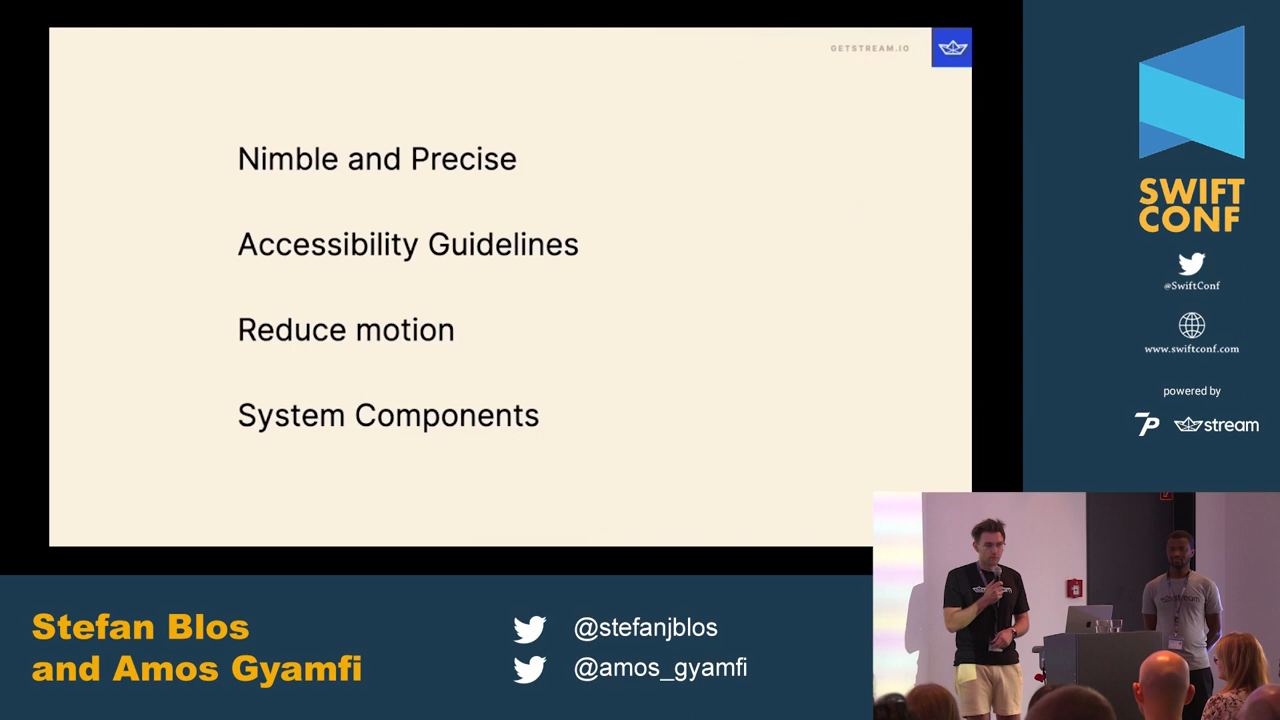 GETSTREAM.IO
Nimble and Precise
Accessibility Guidelines
Reduce motion
System Components
SWIFT
CONF
@SwiftConf
www.swiftconf.com
powered by
7P stream
Stefan Blos
and Amos Gyamfi
@stefanjblos
@amos_gyamfi